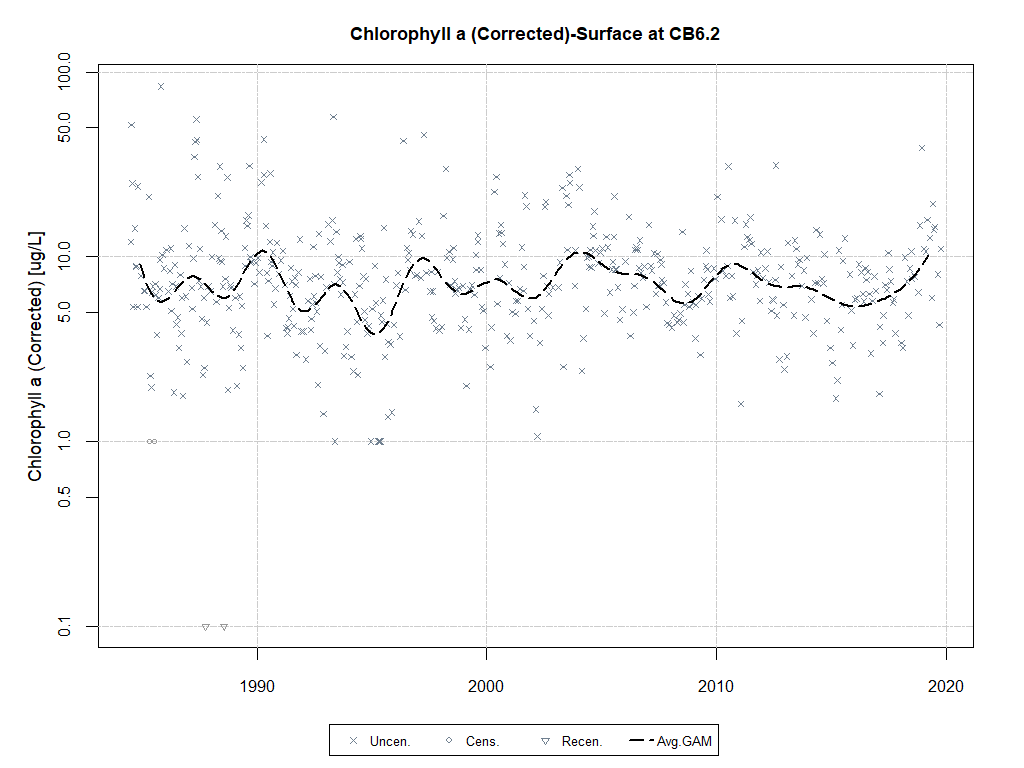 Chlorophyll a (Corrected)-Surface at CB6.2
Chlorophyll a (Corrected) [ug/L]
100.0
50.0
10.0
5.0
1.0
0.5
0.1
1990 2000 2010 2020
Uncen. Cens. Recen. Avg.GAM